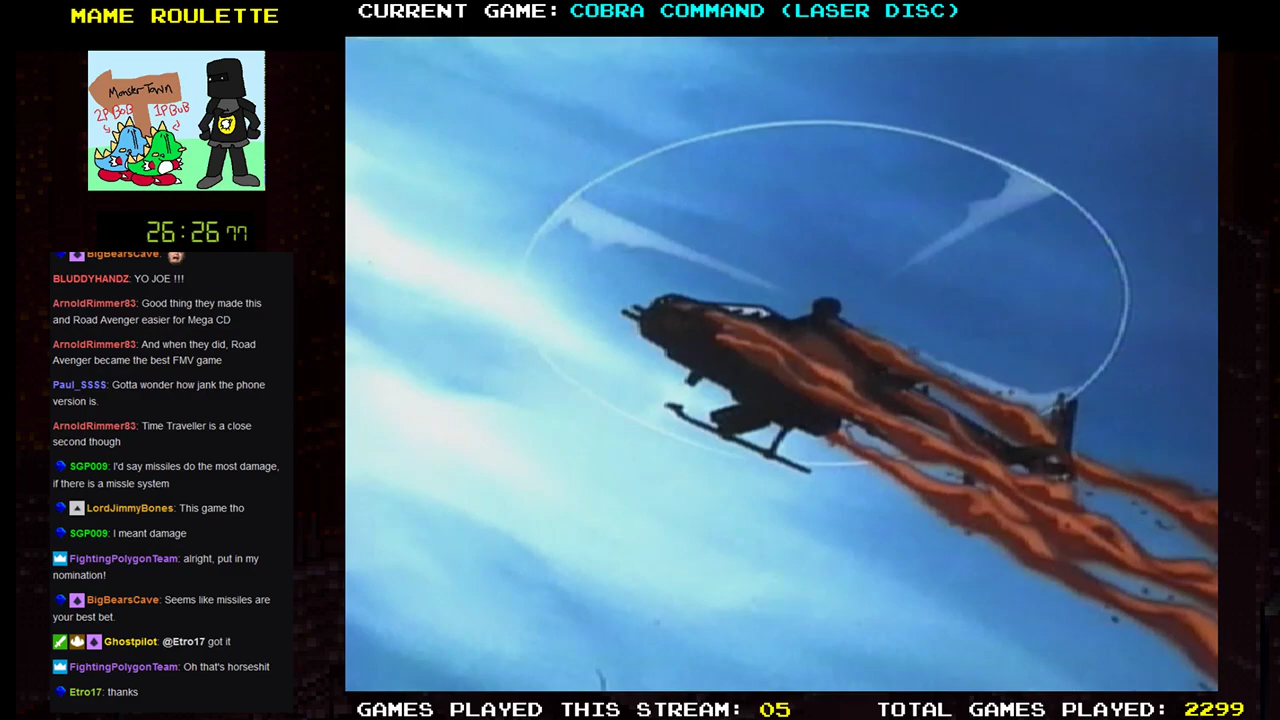 MAME ROULETTE
CURRENT GAME: COBRA COMMAND (LASER DISC)
Monster Town
2P BoB
1P BuB
26:26 77
BigBearsCave:
BLUDDYHANDZ: YO JOE !!!
ArnoldRimmer83: Good thing they made this
and Road Avenger easier for Mega CD
ArnoldRimmer83: And when they did, Road
Avenger became the best FMV game
Paul_SSSS: Gotta wonder how jank the phone
version is.
ArnoldRimmer83: Time Traveller is a close
second though
SGP009: I'd say missiles do the most damage,
if there is a missle system
LordJimmyBones: This game tho
SGP009: I meant damage
FightingPolygonTeam: alright, put in my
nomination!
BigBearsCave: Seems like missiles are
your best bet.
Ghostpilot: @Etro17 got it
FightingPolygonTeam: Oh that's horseshit
Etro17: thanks
GAMES PLAYED THIS STREAM: 05
TOTAL GAMES PLAYED: 2299